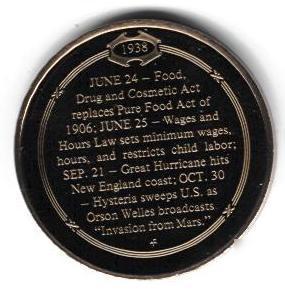 1938
JUNE 24 – Food,
Drug and Cosmetic Act
replaces Pure Food Act of
1906; JUNE 25 – Wages and
Hours Law sets minimum wages,
hours, and restricts child labor;
SEP. 21 – Great Hurricane hits
New England coast; OCT. 30
– Hysteria sweeps U.S. as
Orson Welles broadcasts
"Invasion from Mars."